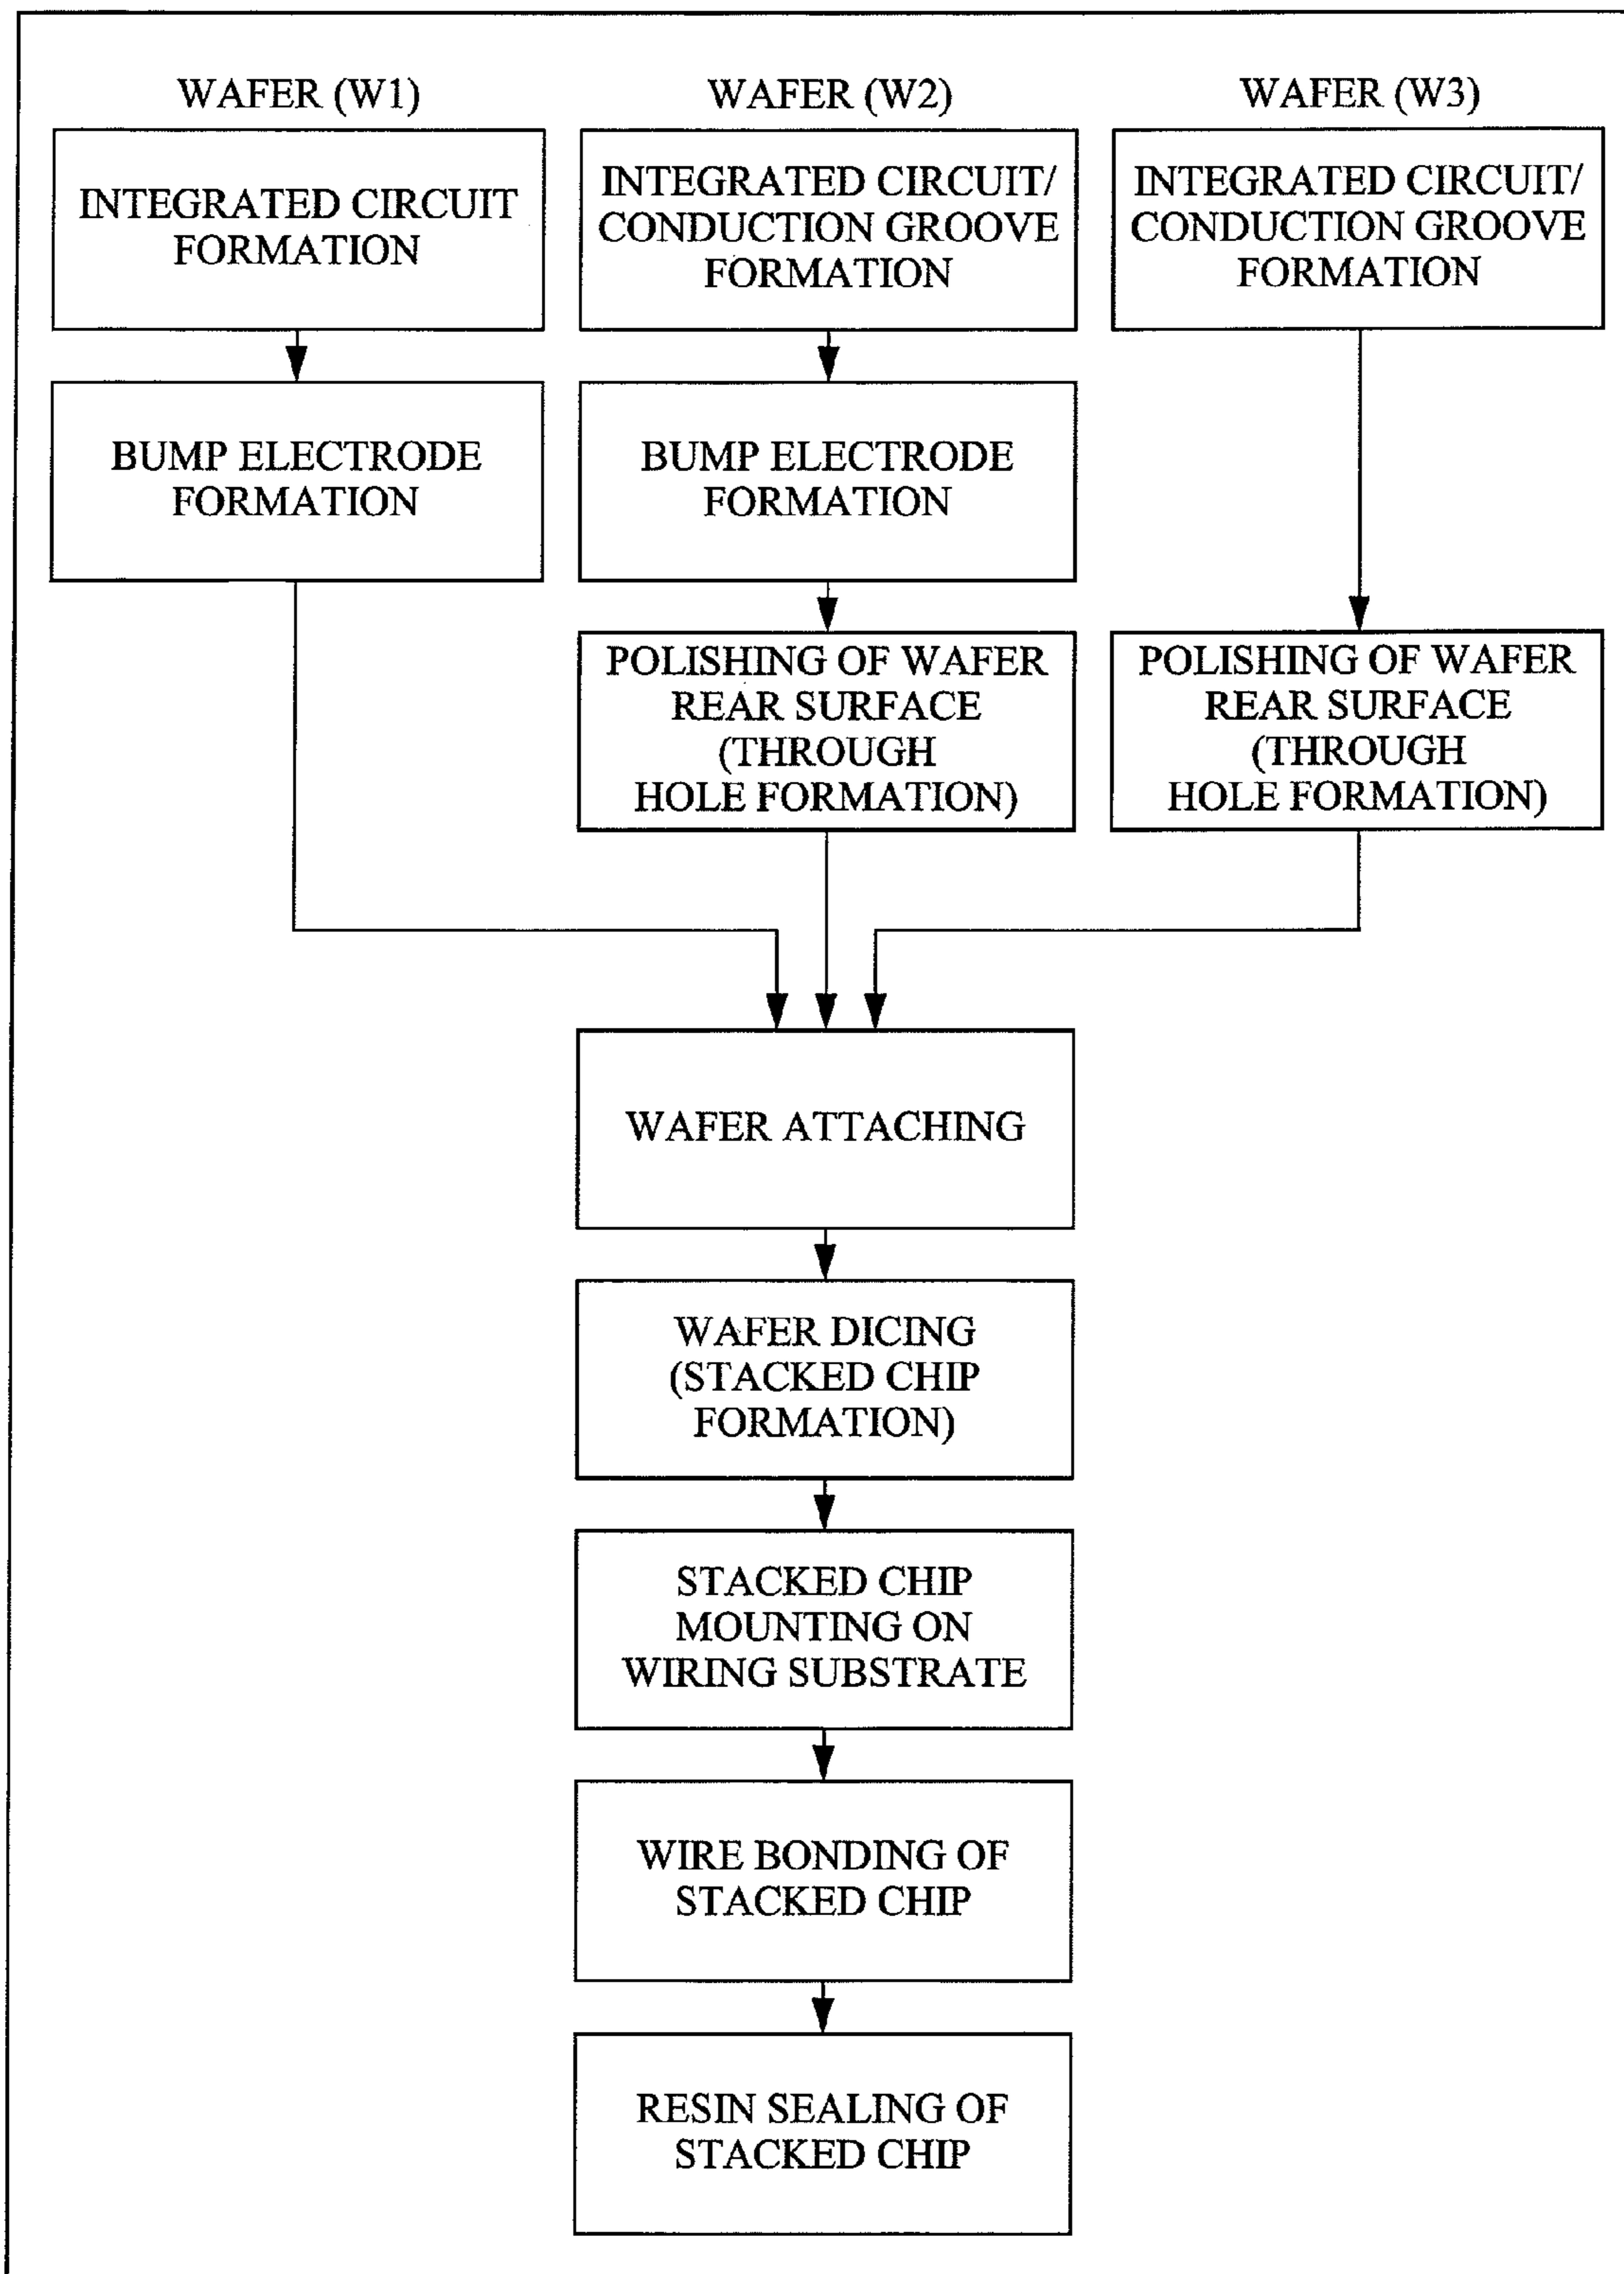 WAFER (W1)
WAFER (W2)
WAFER (W3)
INTEGRATED CIRCUIT
FORMATION
INTEGRATED CIRCUIT/
CONDUCTION GROOVE
FORMATION
INTEGRATED CIRCUIT/
CONDUCTION GROOVE
FORMATION
BUMP ELECTRODE
FORMATION
BUMP ELECTRODE
FORMATION
POLISHING OF WAFER
REAR SURFACE
(THROUGH
HOLE FORMATION)
POLISHING OF WAFER
REAR SURFACE
(THROUGH
HOLE FORMATION)
WAFER ATTACHING
WAFER DICING
(STACKED CHIP
FORMATION)
STACKED CHIP
MOUNTING ON
WIRING SUBSTRATE
WIRE BONDING OF
STACKED CHIP
RESIN SEALING OF
STACKED CHIP